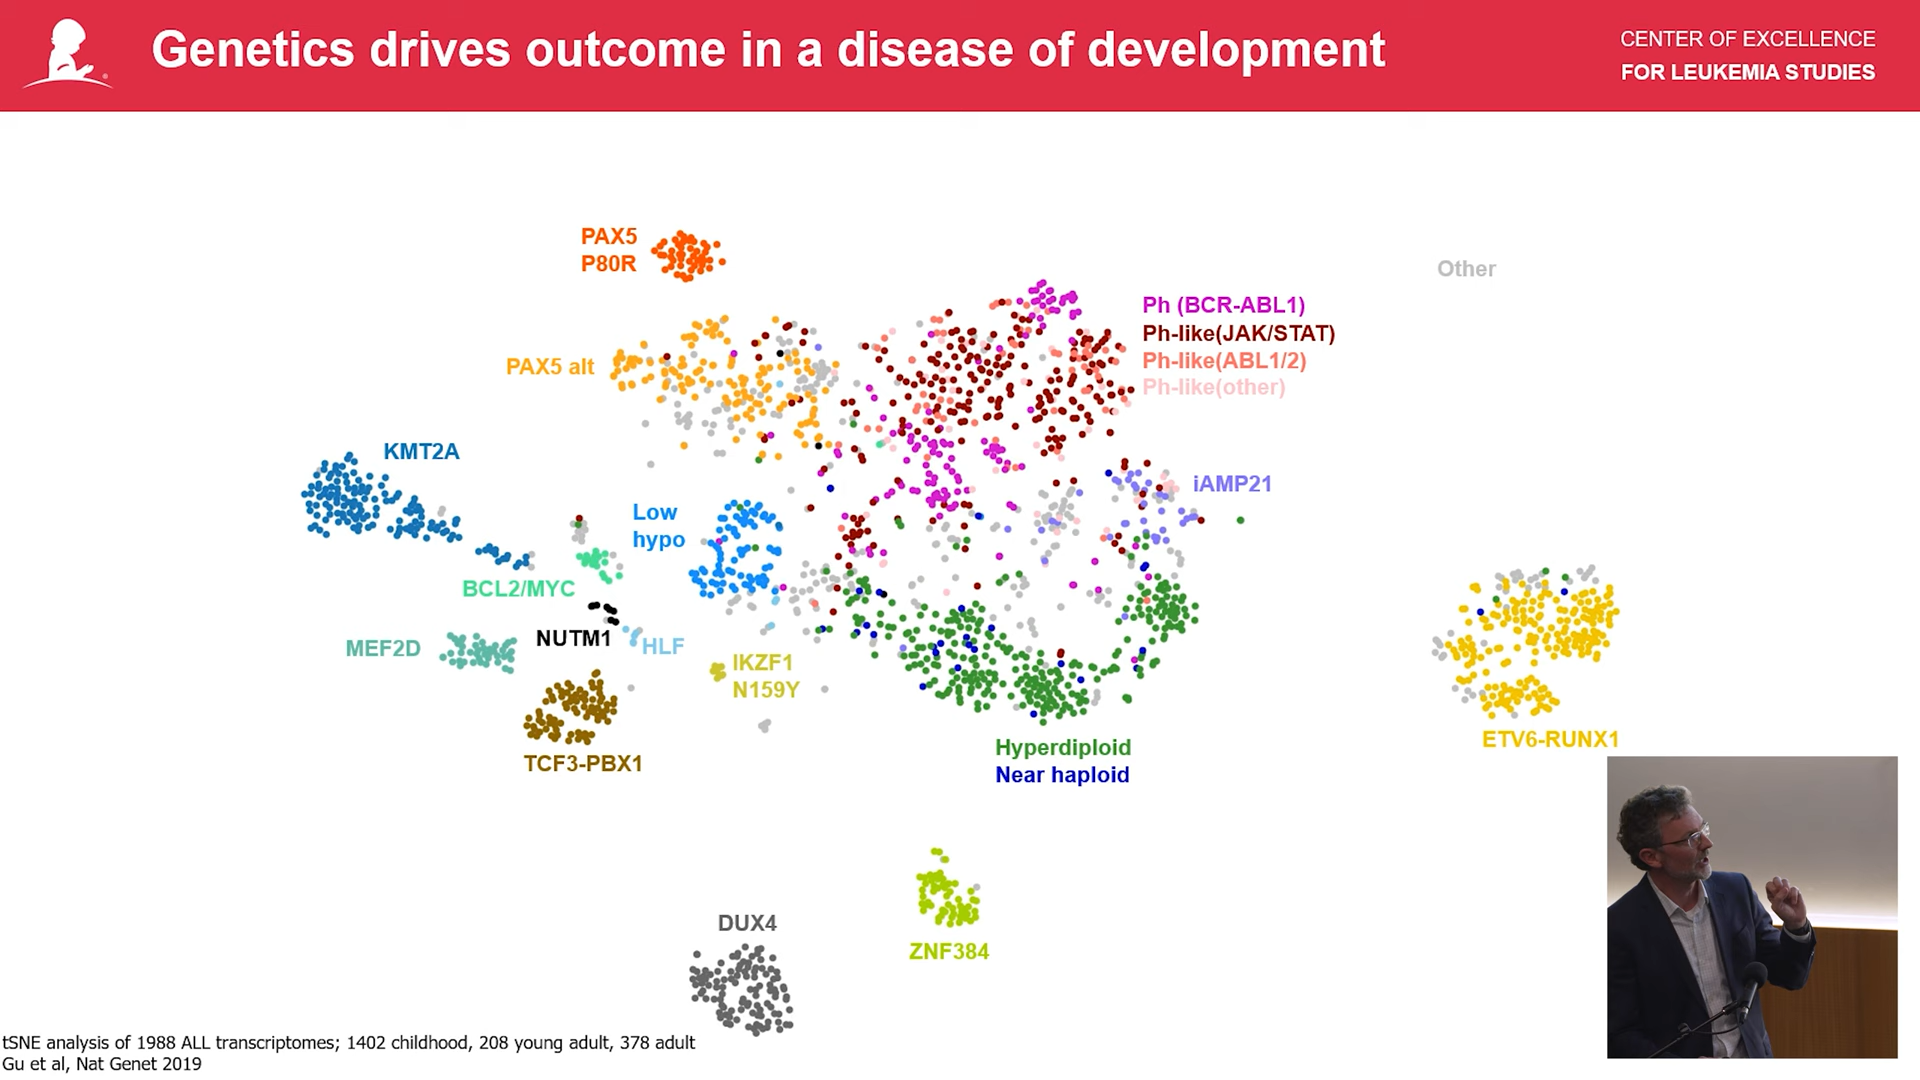 Genetics drives outcome in a disease of development
CENTER OF EXCELLENCE
FOR LEUKEMIA STUDIES
PAX5
P80R
Other
Ph (BCR-ABL1)
Ph-like(JAK/STAT)
Ph-like(ABL1/2)
Ph-like(other)
PAX5 alt
KMT2A
iAMP21
Low
hypo
BCL2/MYC
NUTM1
MEF2D
HLF
IKZF1
N159Y
TCF3-PBX1
Hyperdiploid
Near haploid
ETV6-RUNX1
DUX4
ZNF384
tSNE analysis of 1988 ALL transcriptomes; 1402 childhood, 208 young adult, 378 adult
Gu et al, Nat Genet 2019